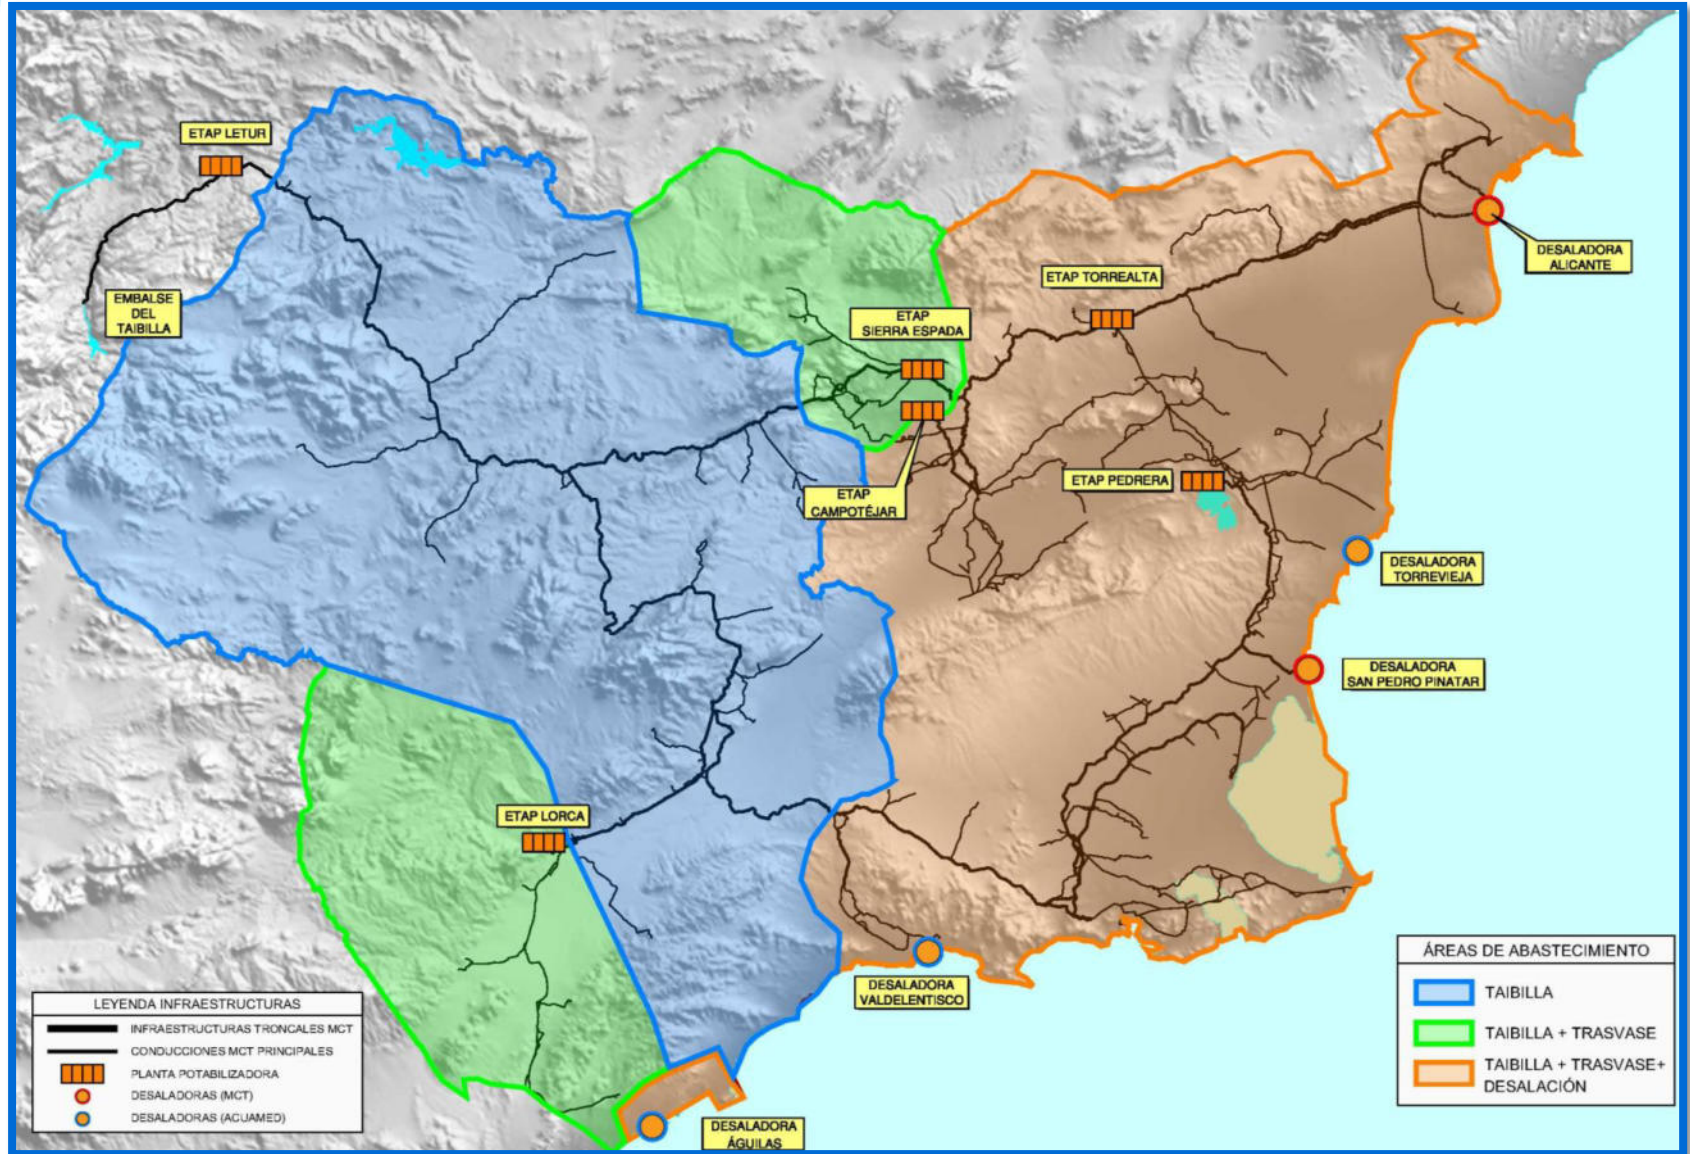 ETAP LETUR
EMBALSE
DEL
TAIBILLA
ETAP
SIERRA ESPADA
ETAP TORREALTA
DESALADORA
ALICANTE
ETAP
CAMPOTÉJAR
ETAP PEDRERA
DESALADORA
TORREVIEJA
DESALADORA
SAN PEDRO PINATAR
ETAP LORCA
DESALADORA
VALDELENTISCO
DESALADORA
ÁGUILAS
LEYENDA INFRAESTRUCTURAS
INFRAESTRUCTURAS TRONCALES MCT
CONDUCCIONES MCT PRINCIPALES
PLANTA POTABILIZADORA
DESALADORAS (MCT)
DESALADORAS (ACUAMED)
ÁREAS DE ABASTECIMIENTO
TAIBILLA
TAIBILLA + TRASVASE
TAIBILLA + TRASVASE+
DESALACIÓN